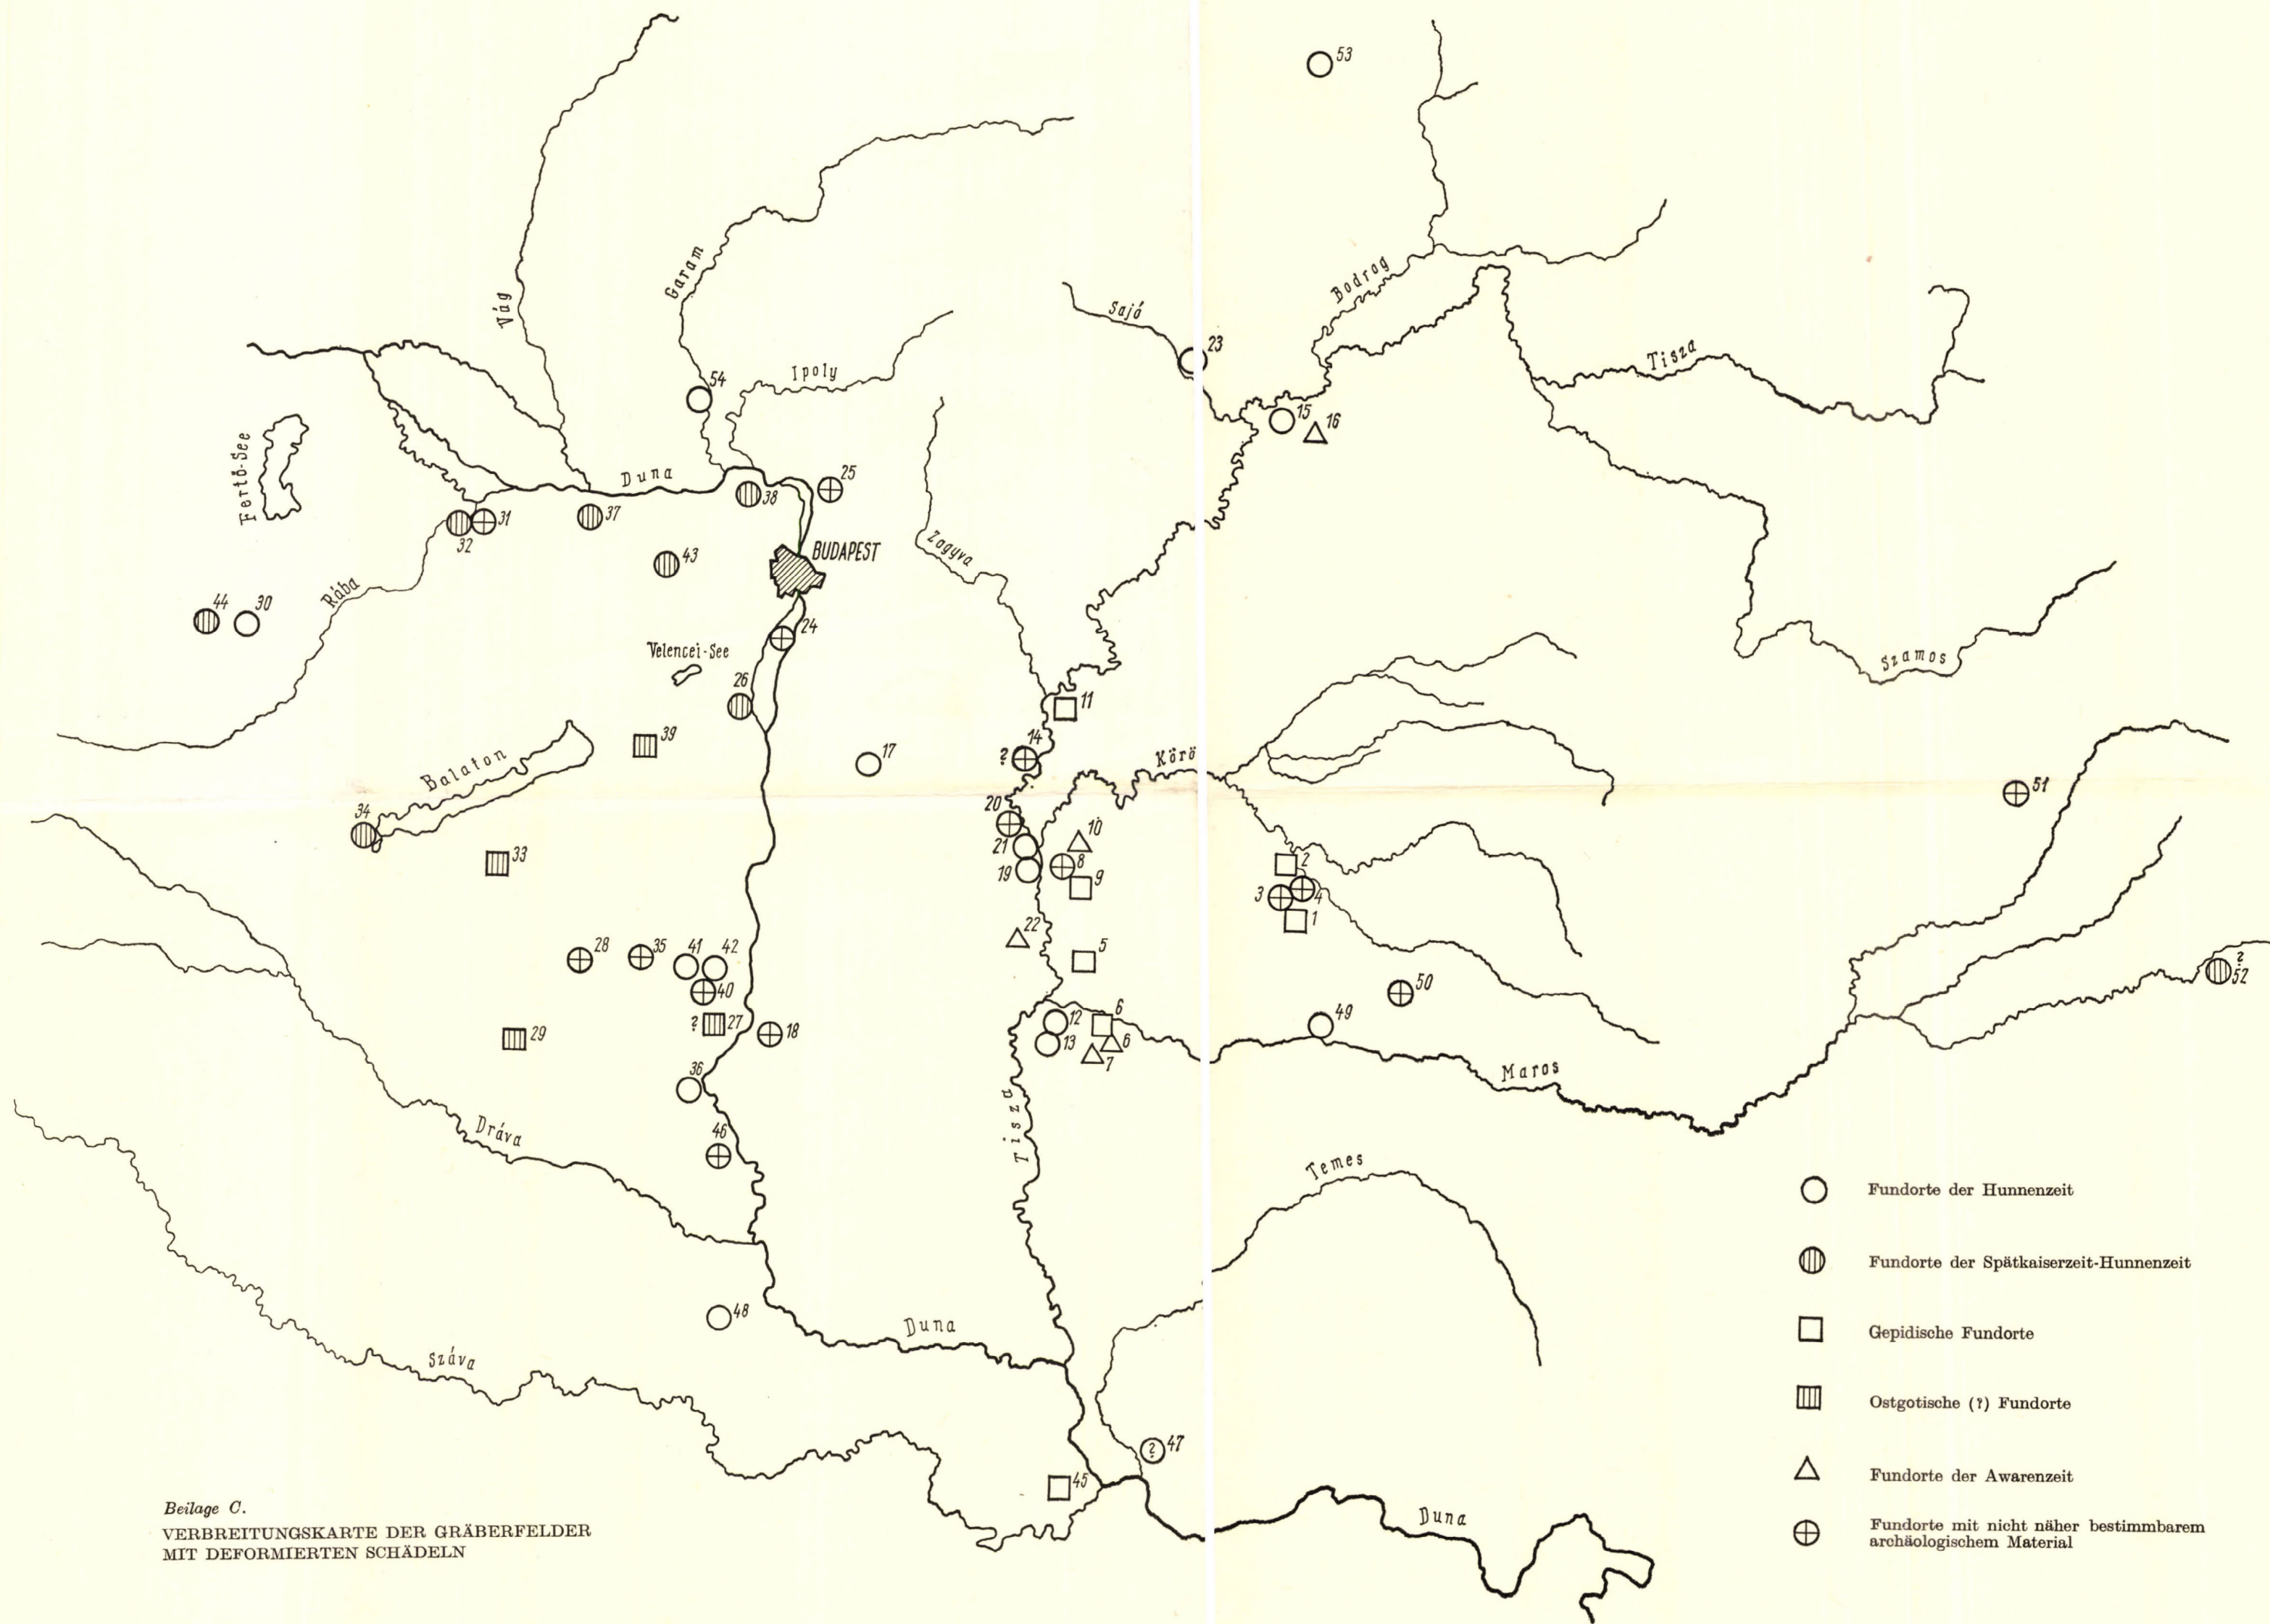 53
Vág
Garam
Bodrog
Sajó
23
Tisza
54
Ipoly
15
16
Fertő-See
Duna
25
38
31
32
37
43
BUDAPEST
Zagyva
Rába
44
30
24
Velencei-See
26
Szamos
11
39
14
?
17
Körö
Balaton
20
51
34
10
21
8
19
9
33
2
3
4
1
22
5
28
35
41
42
40
50
?
52
? 27
18
29
12
6
13
6
7
49
36
Maros
Tisza
46
Dráva
Temes
Fundorte der Hunnenzeit
Fundorte der Spätkaiserzeit-Hunnenzeit
48
Duna
Gepidische Fundorte
Száva
Ostgotische (?) Fundorte
? 47
45
Fundorte der Awarenzeit
Duna
Fundorte mit nicht näher bestimmbarem
archäologischem Material
Beilage C.
VERBREITUNGSKARTE DER GRÄBERFELDER
MIT DEFORMIERTEN SCHÄDELN